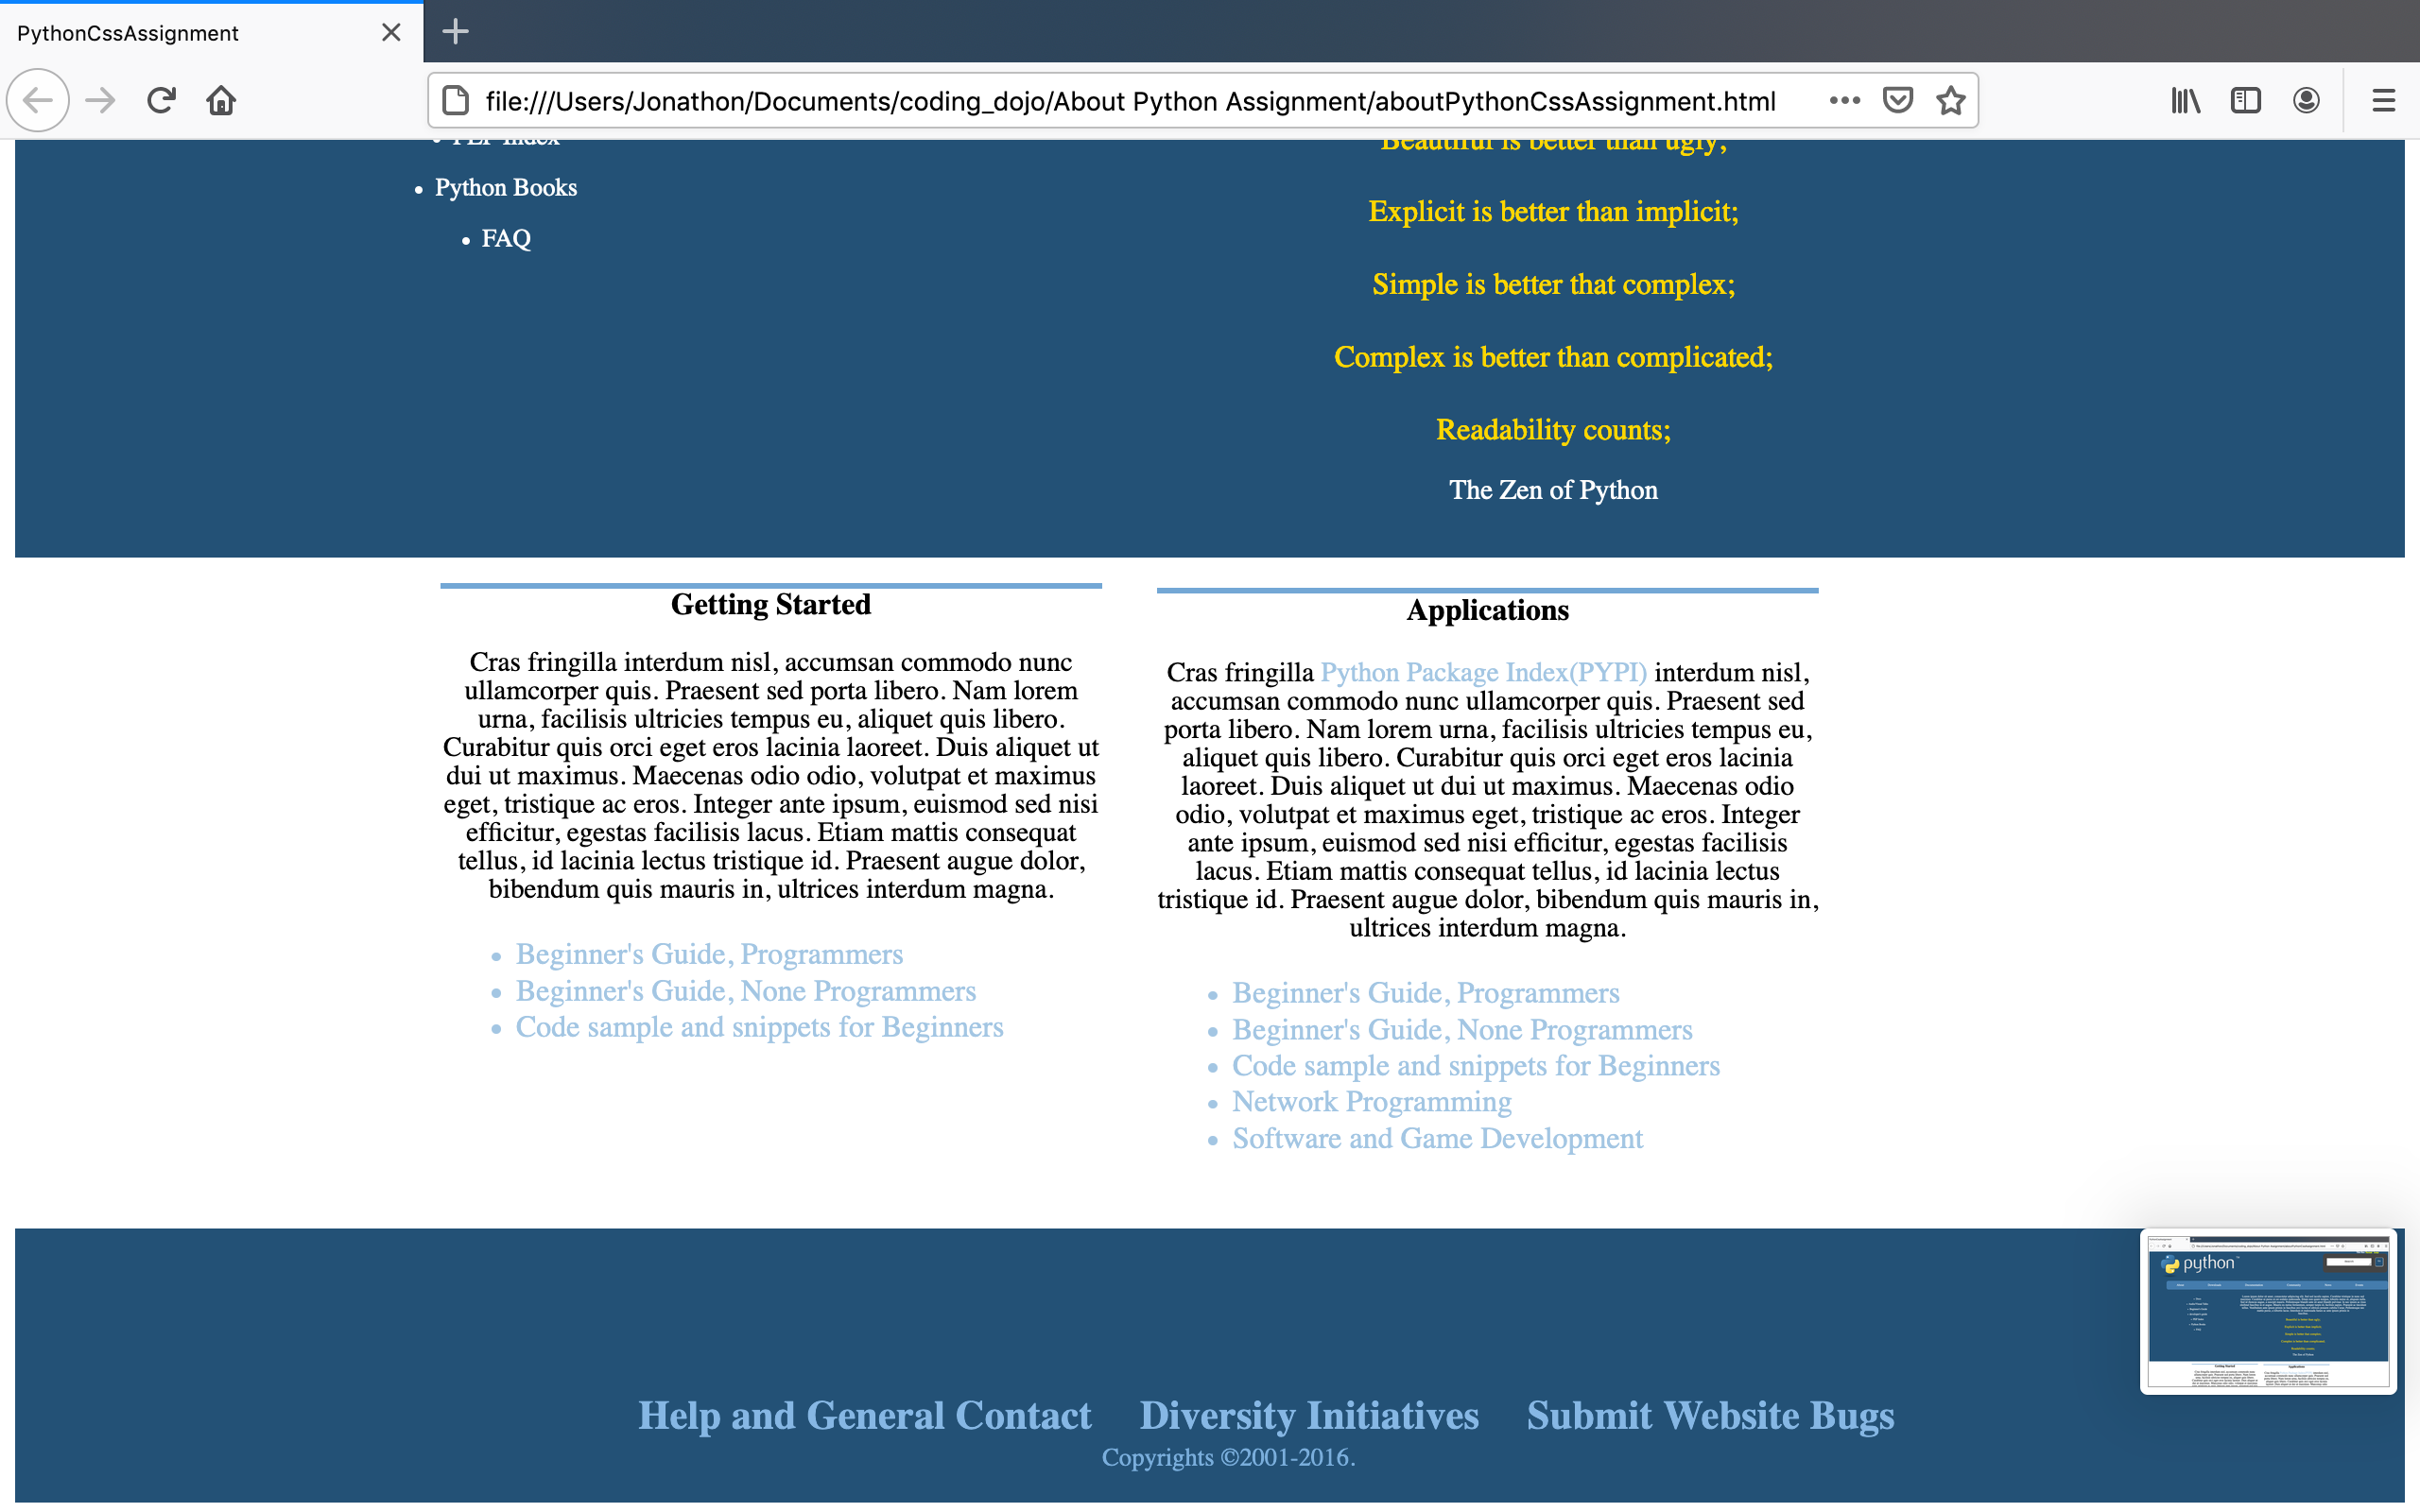 PythonCssAssignment
file:///Users/Jonathon/Documents/coding_dojo/About Python Assignment/aboutPythonCssAssignment.html
PEP Index
Python Books
FAQ
Beautiful is better than ugly;
Explicit is better than implicit;
Simple is better that complex;
Complex is better than complicated;
Readability counts;
The Zen of Python
Getting Started
Cras fringilla interdum nisl, accumsan commodo nunc
ullamcorper quis. Praesent sed porta libero. Nam lorem
urna, facilisis ultricies tempus eu, aliquet quis libero.
Curabitur quis orci eget eros lacinia laoreet. Duis aliquet ut
dui ut maximus. Maecenas odio odio, volutpat et maximus
eget, tristique ac eros. Integer ante ipsum, euismod sed nisi
efficitur, egestas facilisis lacus. Etiam mattis consequat
tellus, id lacinia lectus tristique id. Praesent augue dolor,
bibendum quis mauris in, ultrices interdum magna.
Beginner's Guide, Programmers
Beginner's Guide, None Programmers
Code sample and snippets for Beginners
Applications
Cras fringilla Python Package Index(PYPI) interdum nisl,
accumsan commodo nunc ullamcorper quis. Praesent sed
porta libero. Nam lorem urna, facilisis ultricies tempus eu,
aliquet quis libero. Curabitur quis orci eget eros lacinia
laoreet. Duis aliquet ut dui ut maximus. Maecenas odio
odio, volutpat et maximus eget, tristique ac eros. Integer
ante ipsum, euismod sed nisi efficitur, egestas facilisis
lacus. Etiam mattis consequat tellus, id lacinia lectus
tristique id. Praesent augue dolor, bibendum quis mauris in,
ultrices interdum magna.
Beginner's Guide, Programmers
Beginner's Guide, None Programmers
Code sample and snippets for Beginners
Network Programming
Software and Game Development
python
Help and General Contact Diversity Initiatives Submit Website Bugs
Copyrights ©2001-2016.